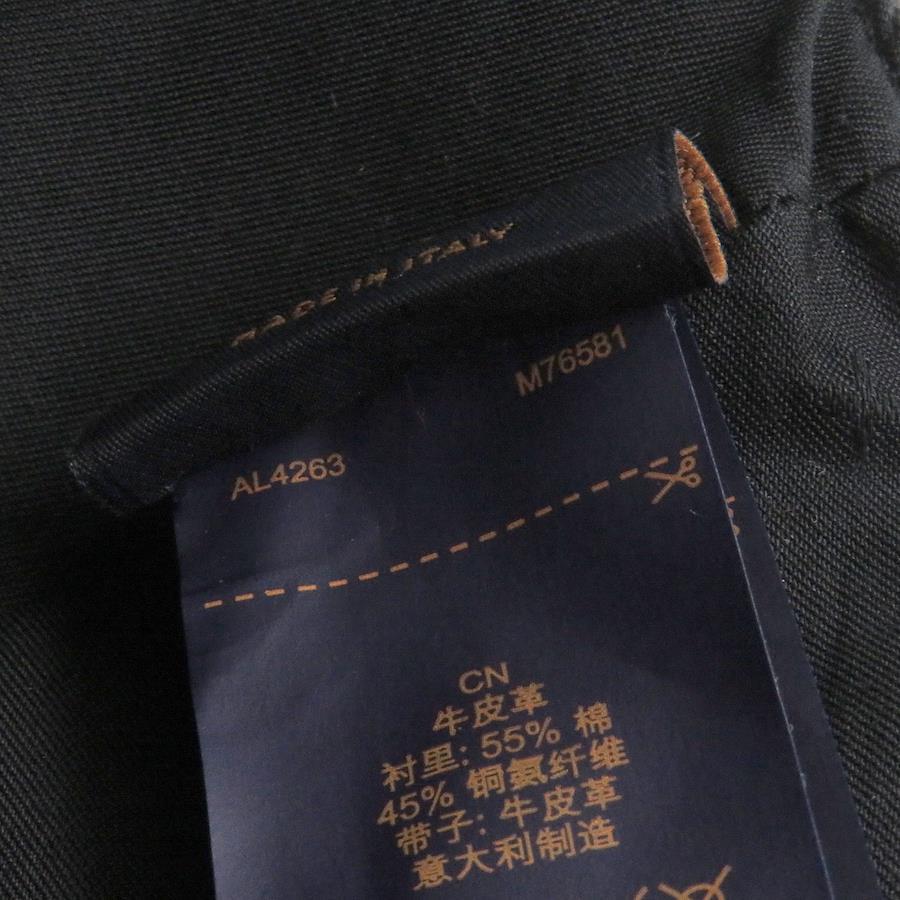 MADE IN ITALY
M76581
AL4263
CN
牛皮革
衬里: 55% 棉
45% 铜氨纤维
带子: 牛皮革
意大利制造